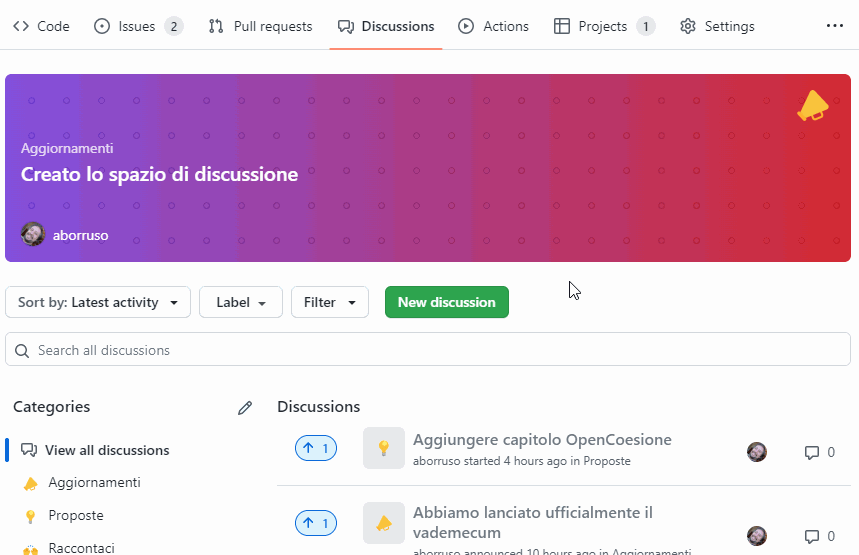 Code
Issues 2
Pull requests
Discussions
Actions
Projects 1
Settings
Aggiornamenti
Creato lo spazio di discussione
aborruso
Sort by: Latest activity
Label
Filter
New discussion
Search all discussions
Categories
View all discussions
Aggiornamenti
Proposte
Raccontaci
Discussions
1
Aggiungere capitolo OpenCoesione
aborruso started 4 hours ago in Proposte
0
1
Abbiamo lanciato ufficialmente il
vademecum
aborruso announced 10 hours ago in Aggiornamenti
0